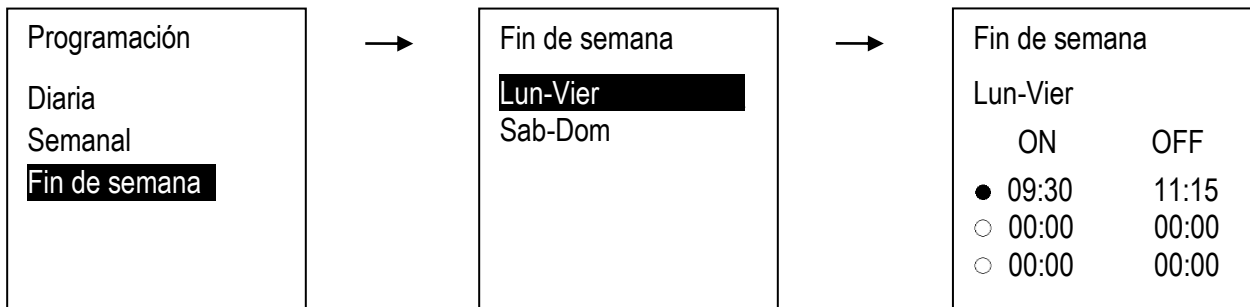 Programación
Diaria
Semanal
Fin de semana
Fin de semana
Lun-Vier
Sab-Dom
Fin de semana
Lun-Vier
ON OFF
09:30 11:15
00:00 00:00
00:00 00:00